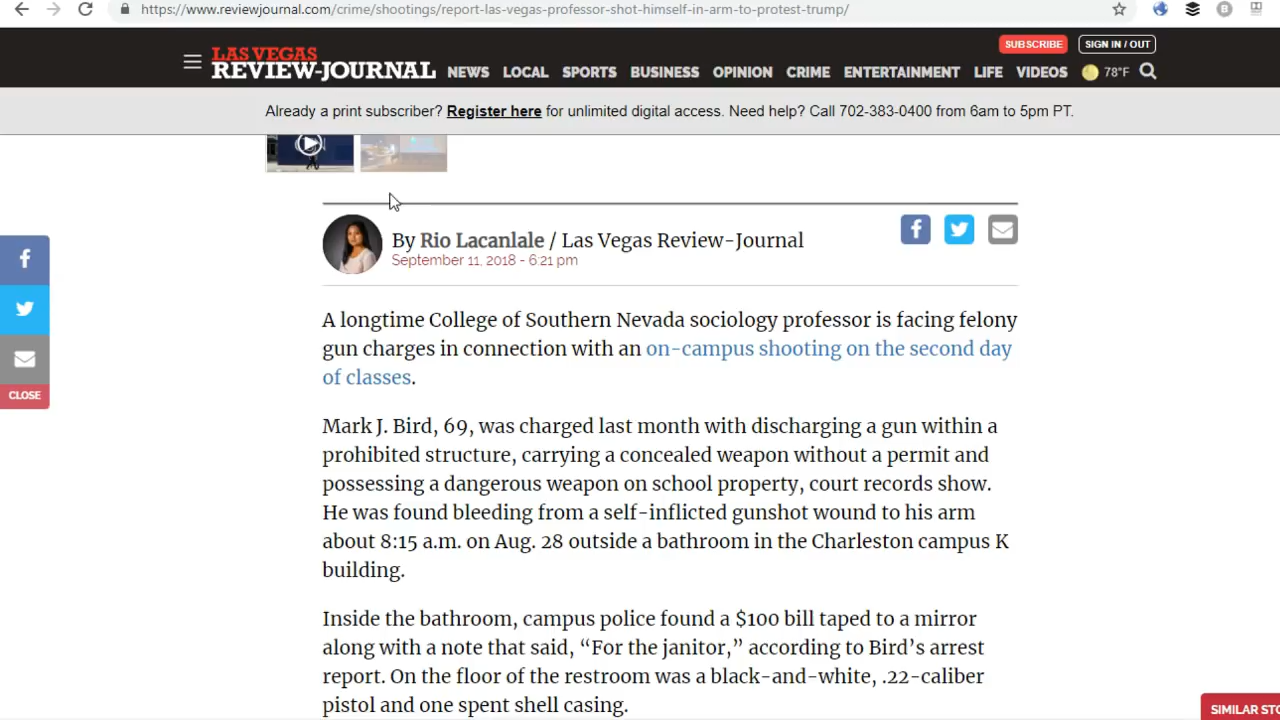 https://www.reviewjournal.com/crime/shootings/report-las-vegas-professor-shot-himself-in-arm-to-protest-trump/
SUBSCRIBE
SIGN IN / OUT
LAS VEGAS
REVIEW-JOURNAL
NEWS LOCAL SPORTS BUSINESS OPINION CRIME ENTERTAINMENT LIFE VIDEOS 78°F
Already a print subscriber? Register here for unlimited digital access. Need help? Call 702-383-0400 from 6am to 5pm PT.
By Rio Lacanlale / Las Vegas Review-Journal
September 11, 2018 - 6:21 pm
CLOSE
A longtime College of Southern Nevada sociology professor is facing felony
gun charges in connection with an on-campus shooting on the second day
of classes.
Mark J. Bird, 69, was charged last month with discharging a gun within a
prohibited structure, carrying a concealed weapon without a permit and
possessing a dangerous weapon on school property, court records show.
He was found bleeding from a self-inflicted gunshot wound to his arm
about 8:15 a.m. on Aug. 28 outside a bathroom in the Charleston campus K
building.
Inside the bathroom, campus police found a $100 bill taped to a mirror
along with a note that said, “For the janitor,” according to Bird’s arrest
report. On the floor of the restroom was a black-and-white, .22-caliber
pistol and one spent shell casing.
SIMILAR STO